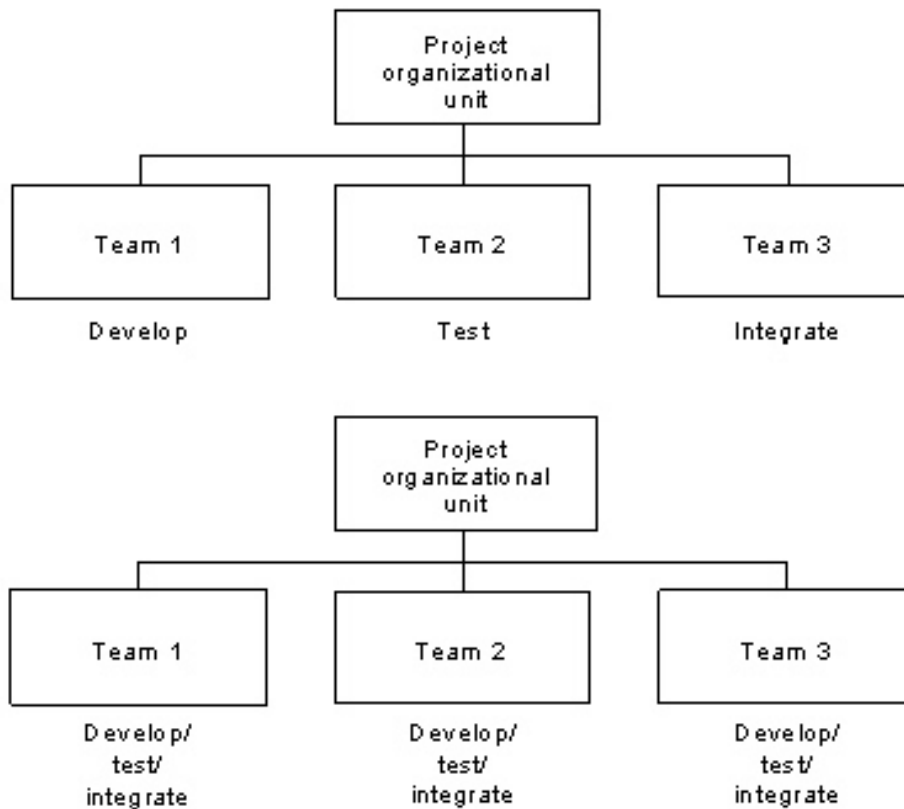 Project
organizational
unit
Team 1
Team 2
Team 3
Develop
Test
Integrate
Project
organizational
unit
Team 1
Team 2
Team 3
Develop/
test/
integrate
Develop/
test/
integrate
Develop/
test/
integrate